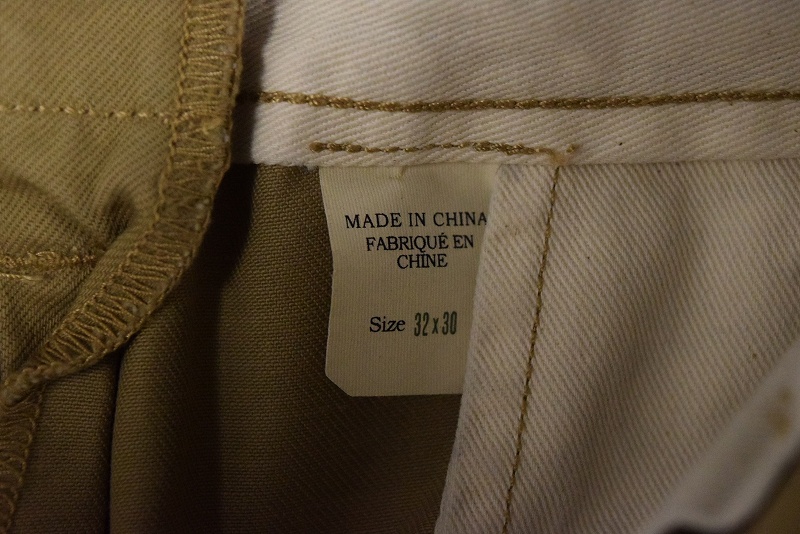 MADE IN CHINA
FABRIQUÉ EN
CHINE
Size 32 x 30